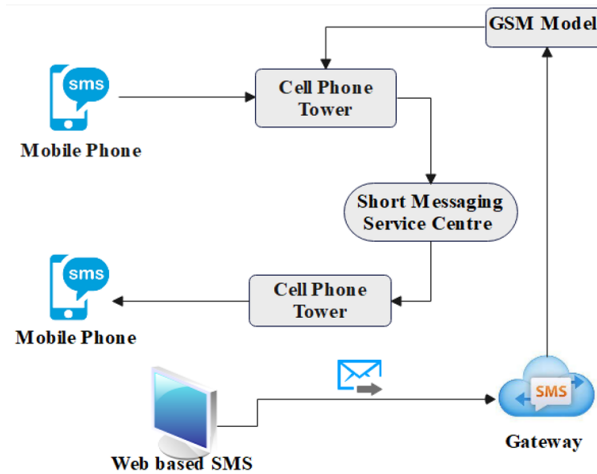 GSM Model
sms
Cell Phone
Tower
Mobile Phone
Short Messaging
Service Centre
sms
Cell Phone
Tower
Mobile Phone
SMS
Gateway
Web based SMS